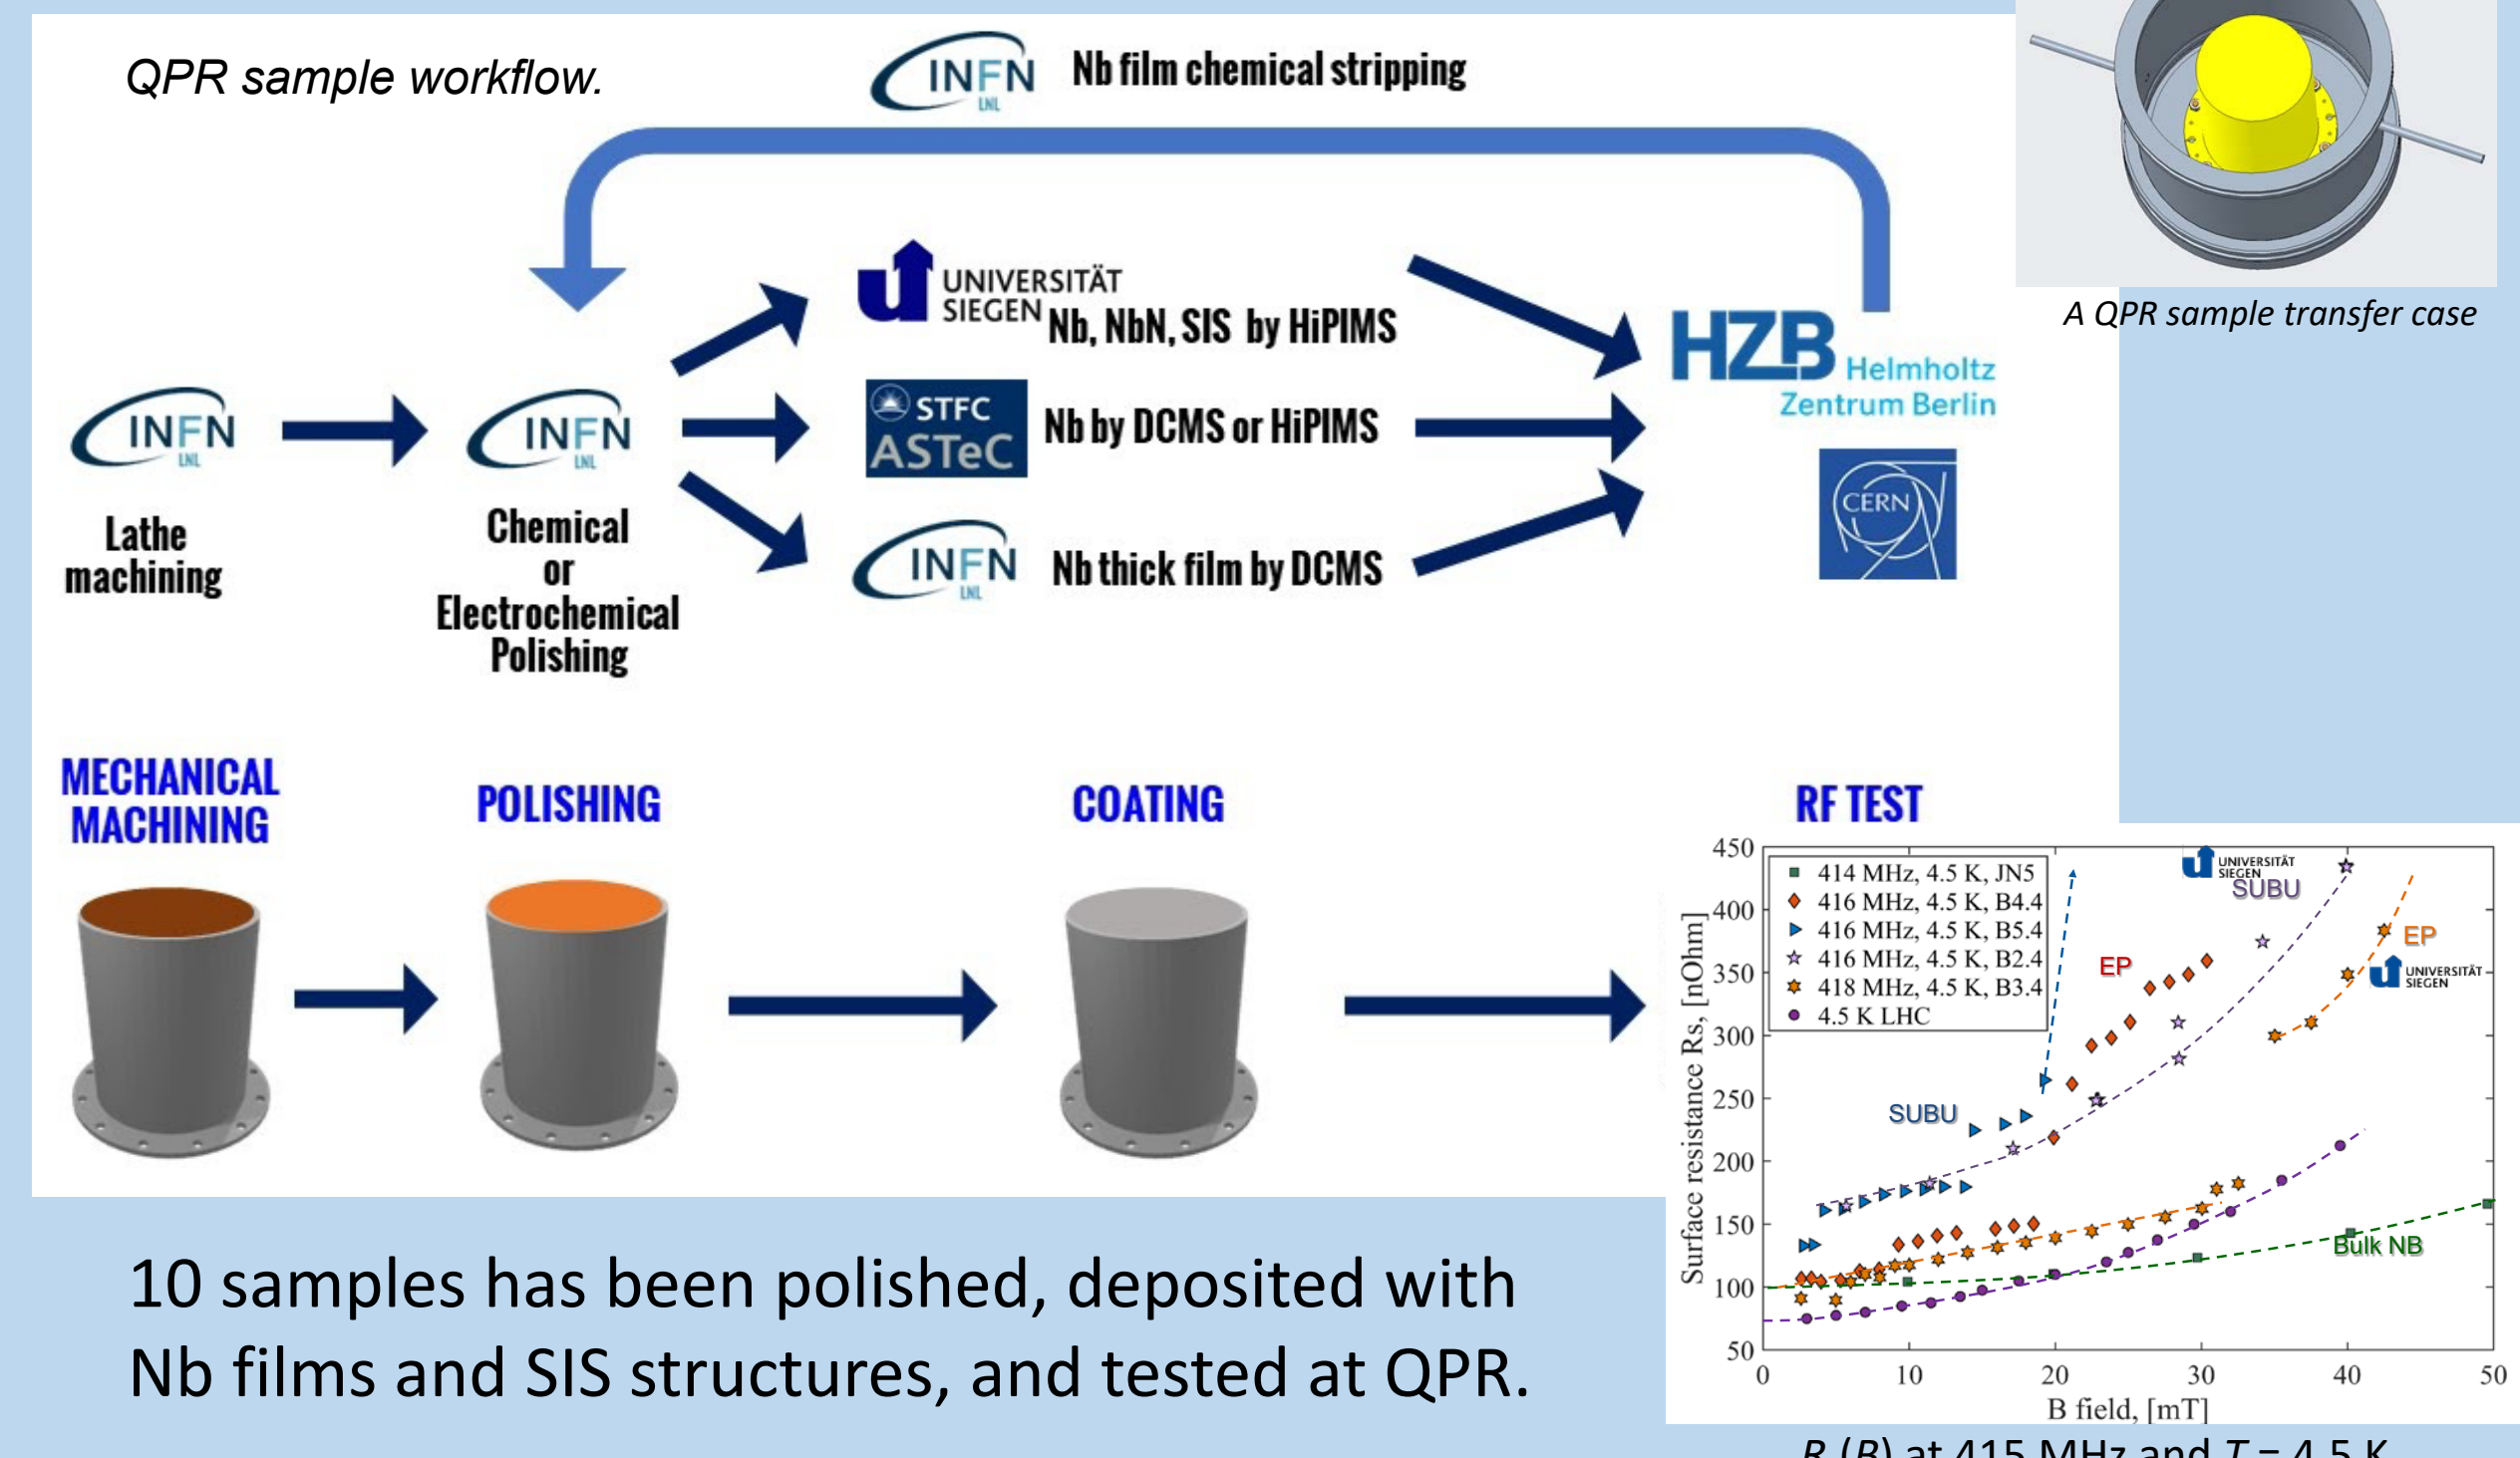 QPR sample workflow.
INFN
LNL
Nb film chemical stripping
A QPR sample transfer case
UNIVERSITÄT
SIEGEN
Nb, NbN, SIS by HiPIMS
HZB Helmholtz
Zentrum Berlin
INFN
LNL
INFN
LNL
STFC
ASTeC
Nb by DCMS or HiPIMS
CERN
Lathe
machining
Chemical
or
Electrochemical
Polishing
INFN
LNL
Nb thick film by DCMS
MECHANICAL
MACHINING
POLISHING
COATING
RF TEST
450
400
350
300
250
200
150
100
50
Surface resistance Rs, [nOhm]
414 MHz, 4.5 K, JN5
416 MHz, 4.5 K, B4.4
416 MHz, 4.5 K, B5.4
416 MHz, 4.5 K, B2.4
418 MHz, 4.5 K, B3.4
4.5 K LHC
UNIVERSITÄT
SIEGEN
SUBU
EP
EP
UNIVERSITÄT
SIEGEN
SUBU
Bulk NB
0 10 20 30 40 50
B field, [mT]
10 samples has been polished, deposited with
Nb films and SIS structures, and tested at QPR.
R (B) at 415 MHz and T = 4.5 K